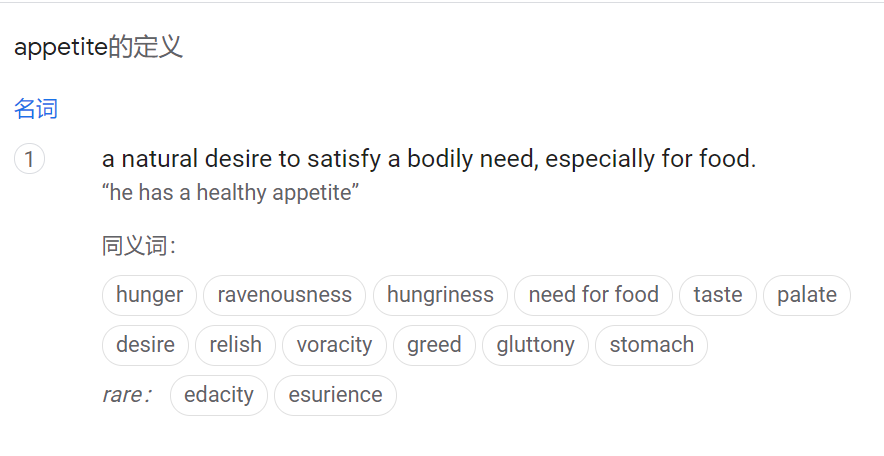 appetite的定义
名词
1 a natural desire to satisfy a bodily need, especially for food.
“he has a healthy appetite”
同义词：
hunger ravenousness hungriness need for food taste palate
desire relish voracity greed gluttony stomach
rare： edacity esurience